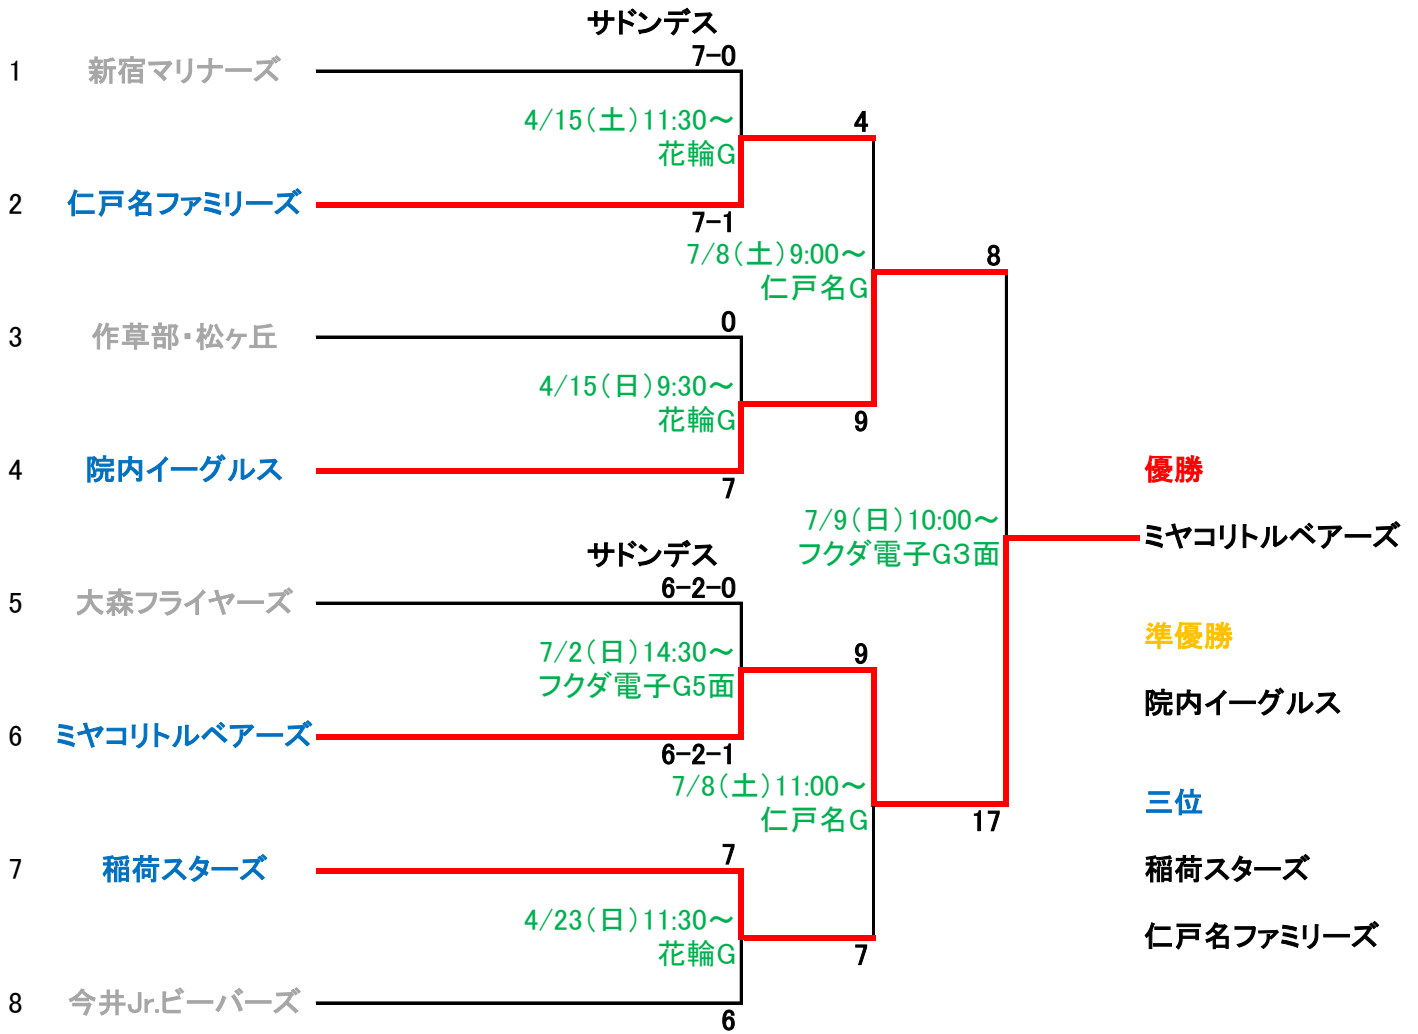 サドンデス
7-0
1 新宿マリナーズ
4/15(土)11:30～
花輪G
4
2 仁戸名ファミリーズ
7-1
7/8(土)9:00～
仁戸名G
8
3 作草部・松ヶ丘
0
4/15(日)9:30～
花輪G
9
4 院内イーグルス
7
優勝
7/9(日)10:00～
フクダ電子G3面
ミヤコリトルベアーズ
サドンデス
6-2-0
5 大森フライヤーズ
7/2(日)14:30～
フクダ電子G5面
9
準優勝
院内イーグルス
6 ミヤコリトルベアーズ
6-2-1
7/8(土)11:00～
仁戸名G
17
三位
7 稲荷スターズ
7
稲荷スターズ
4/23(日)11:30～
花輪G
7
仁戸名ファミリーズ
8 今井Jr.ビーバーズ
6